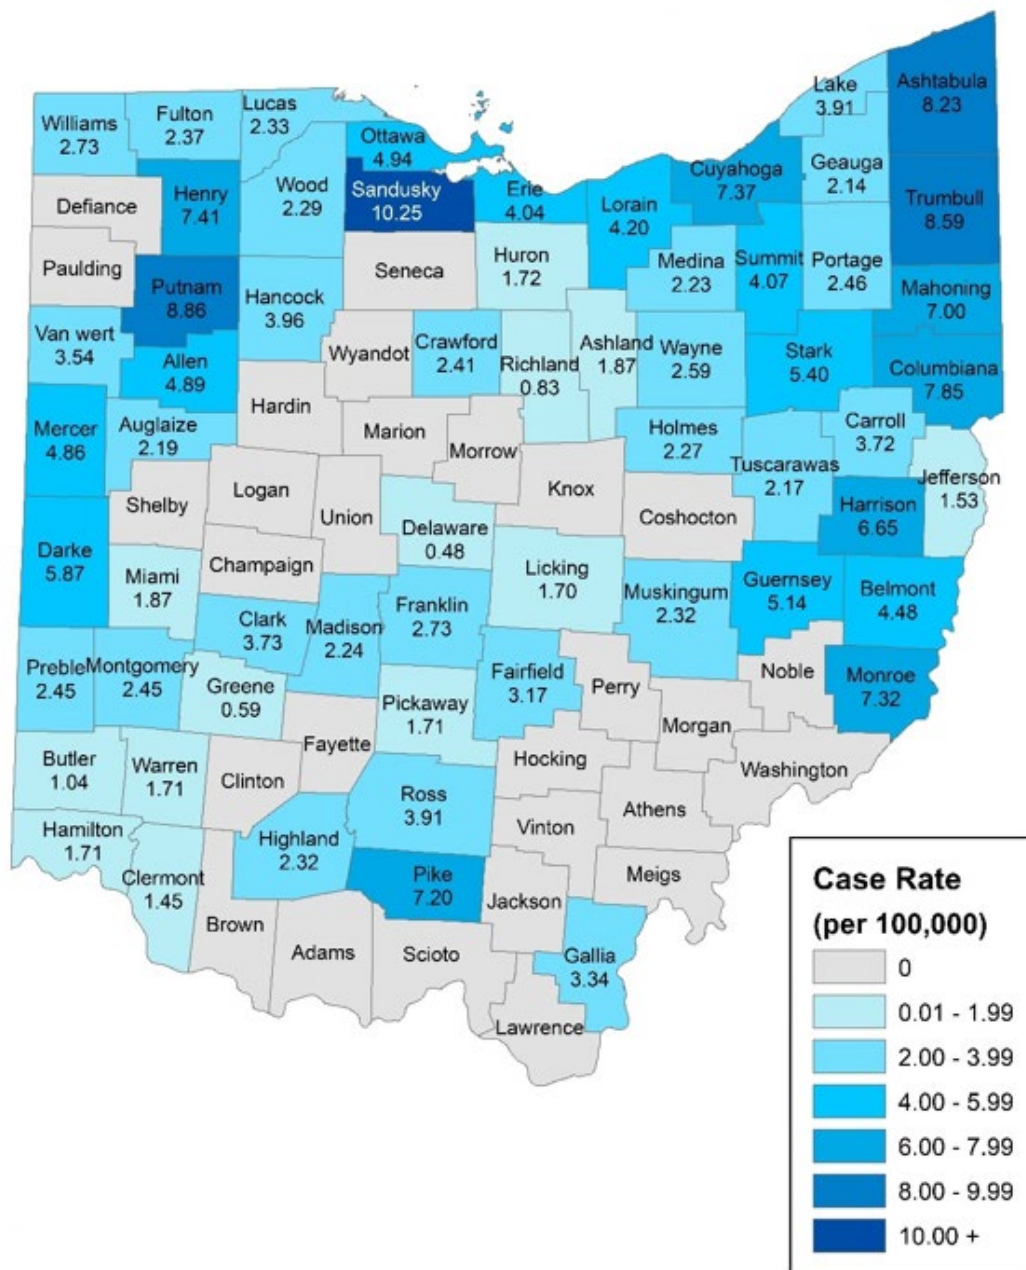 Lake
3.91
Ashtabula
8.23
Williams
2.73
Fulton
2.37
Lucas
2.33
Ottawa
4.94
Cuyahoga
7.37
Geauga
2.14
Defiance
Henry
7.41
Wood
2.29
Sandusky
10.25
Erie
4.04
Lorain
4.20
Trumbull
8.59
Paulding
Putnam
8.86
Hancock
3.96
Seneca
Huron
1.72
Medina
2.23
Summit
4.07
Portage
2.46
Mahoning
7.00
Van wert
3.54
Allen
4.89
Wyandot
Crawford
2.41
Richland
0.83
Ashland
1.87
Wayne
2.59
Stark
5.40
Columbiana
7.85
Mercer
4.86
Auglaize
2.19
Hardin
Marion
Morrow
Holmes
2.27
Carroll
3.72
Tuscarawas
2.17
Jefferson
1.53
Shelby
Logan
Union
Knox
Coshocton
Harrison
6.65
Darke
5.87
Miami
1.87
Champaign
Delaware
0.48
Licking
1.70
Muskingum
2.32
Guernsey
5.14
Belmont
4.48
Clark
3.73
Madison
2.24
Franklin
2.73
Preble
2.45
Montgomery
2.45
Greene
0.59
Pickaway
1.71
Fairfield
3.17
Perry
Noble
Monroe
7.32
Morgan
Butler
1.04
Warren
1.71
Clinton
Fayette
Hocking
Washington
Hamilton
1.71
Ross
3.91
Vinton
Athens
Clermont
1.45
Highland
2.32
Pike
7.20
Jackson
Meigs
Brown
Adams
Scioto
Gallia
3.34
Lawrence
Case Rate
(per 100,000)
0
0.01 - 1.99
2.00 - 3.99
4.00 - 5.99
6.00 - 7.99
8.00 - 9.99
10.00 +